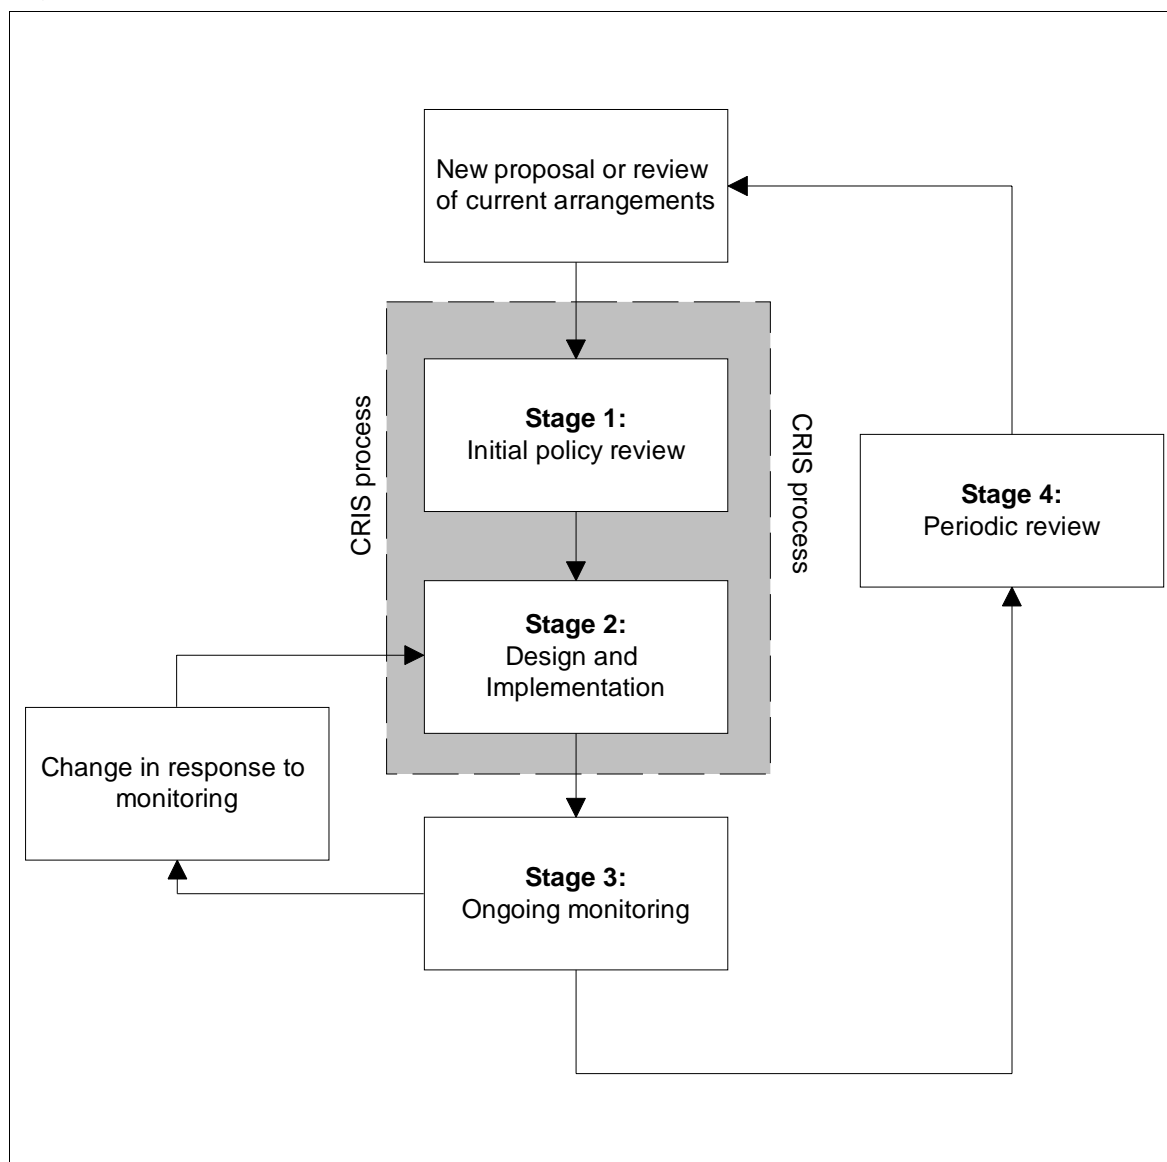 New proposal or review
of current arrangements
CRIS process
Stage 1:
Initial policy review
CRIS process
Stage 4:
Periodic review
Stage 2:
Design and
Implementation
Change in response to
monitoring
Stage 3:
Ongoing monitoring